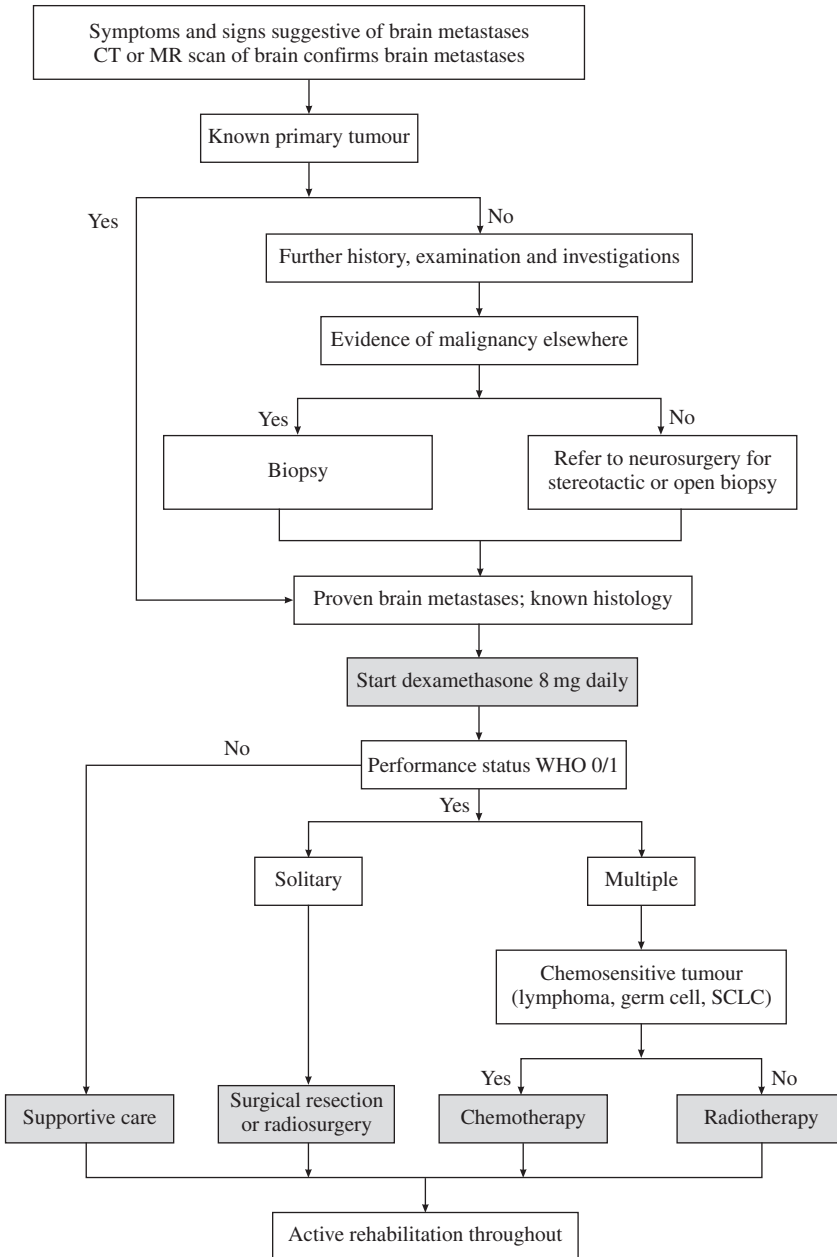 Symptoms and signs suggestive of brain metastases
CT or MR scan of brain confirms brain metastases
Known primary tumour
Yes
No
Further history, examination and investigations
Evidence of malignancy elsewhere
Yes
No
Biopsy
Refer to neurosurgery for
stereotactic or open biopsy
Proven brain metastases; known histology
Start dexamethasone 8 mg daily
No
Performance status WHO 0/1
Yes
Solitary
Multiple
Chemosensitive tumour
(lymphoma, germ cell, SCLC)
Yes
No
Supportive care
Surgical resection
or radiosurgery
Chemotherapy
Radiotherapy
Active rehabilitation throughout